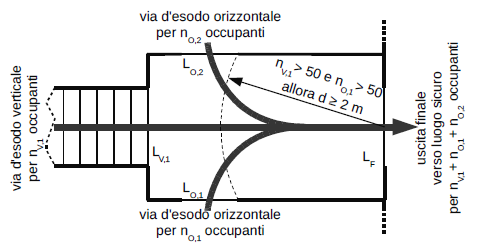 via d'esodo orizzontale
per nO,2 occupanti
LO,2
nV,1 > 50 e nO,1 > 50
allora d ≥ 2 m
via d'esodo verticale
per nV,1 occupanti
LV,1
LF
uscita finale
verso luogo sicuro
per nV,1 + nO,1 + nO,2 occupanti
LO,1
via d'esodo orizzontale
per nO,1 occupanti